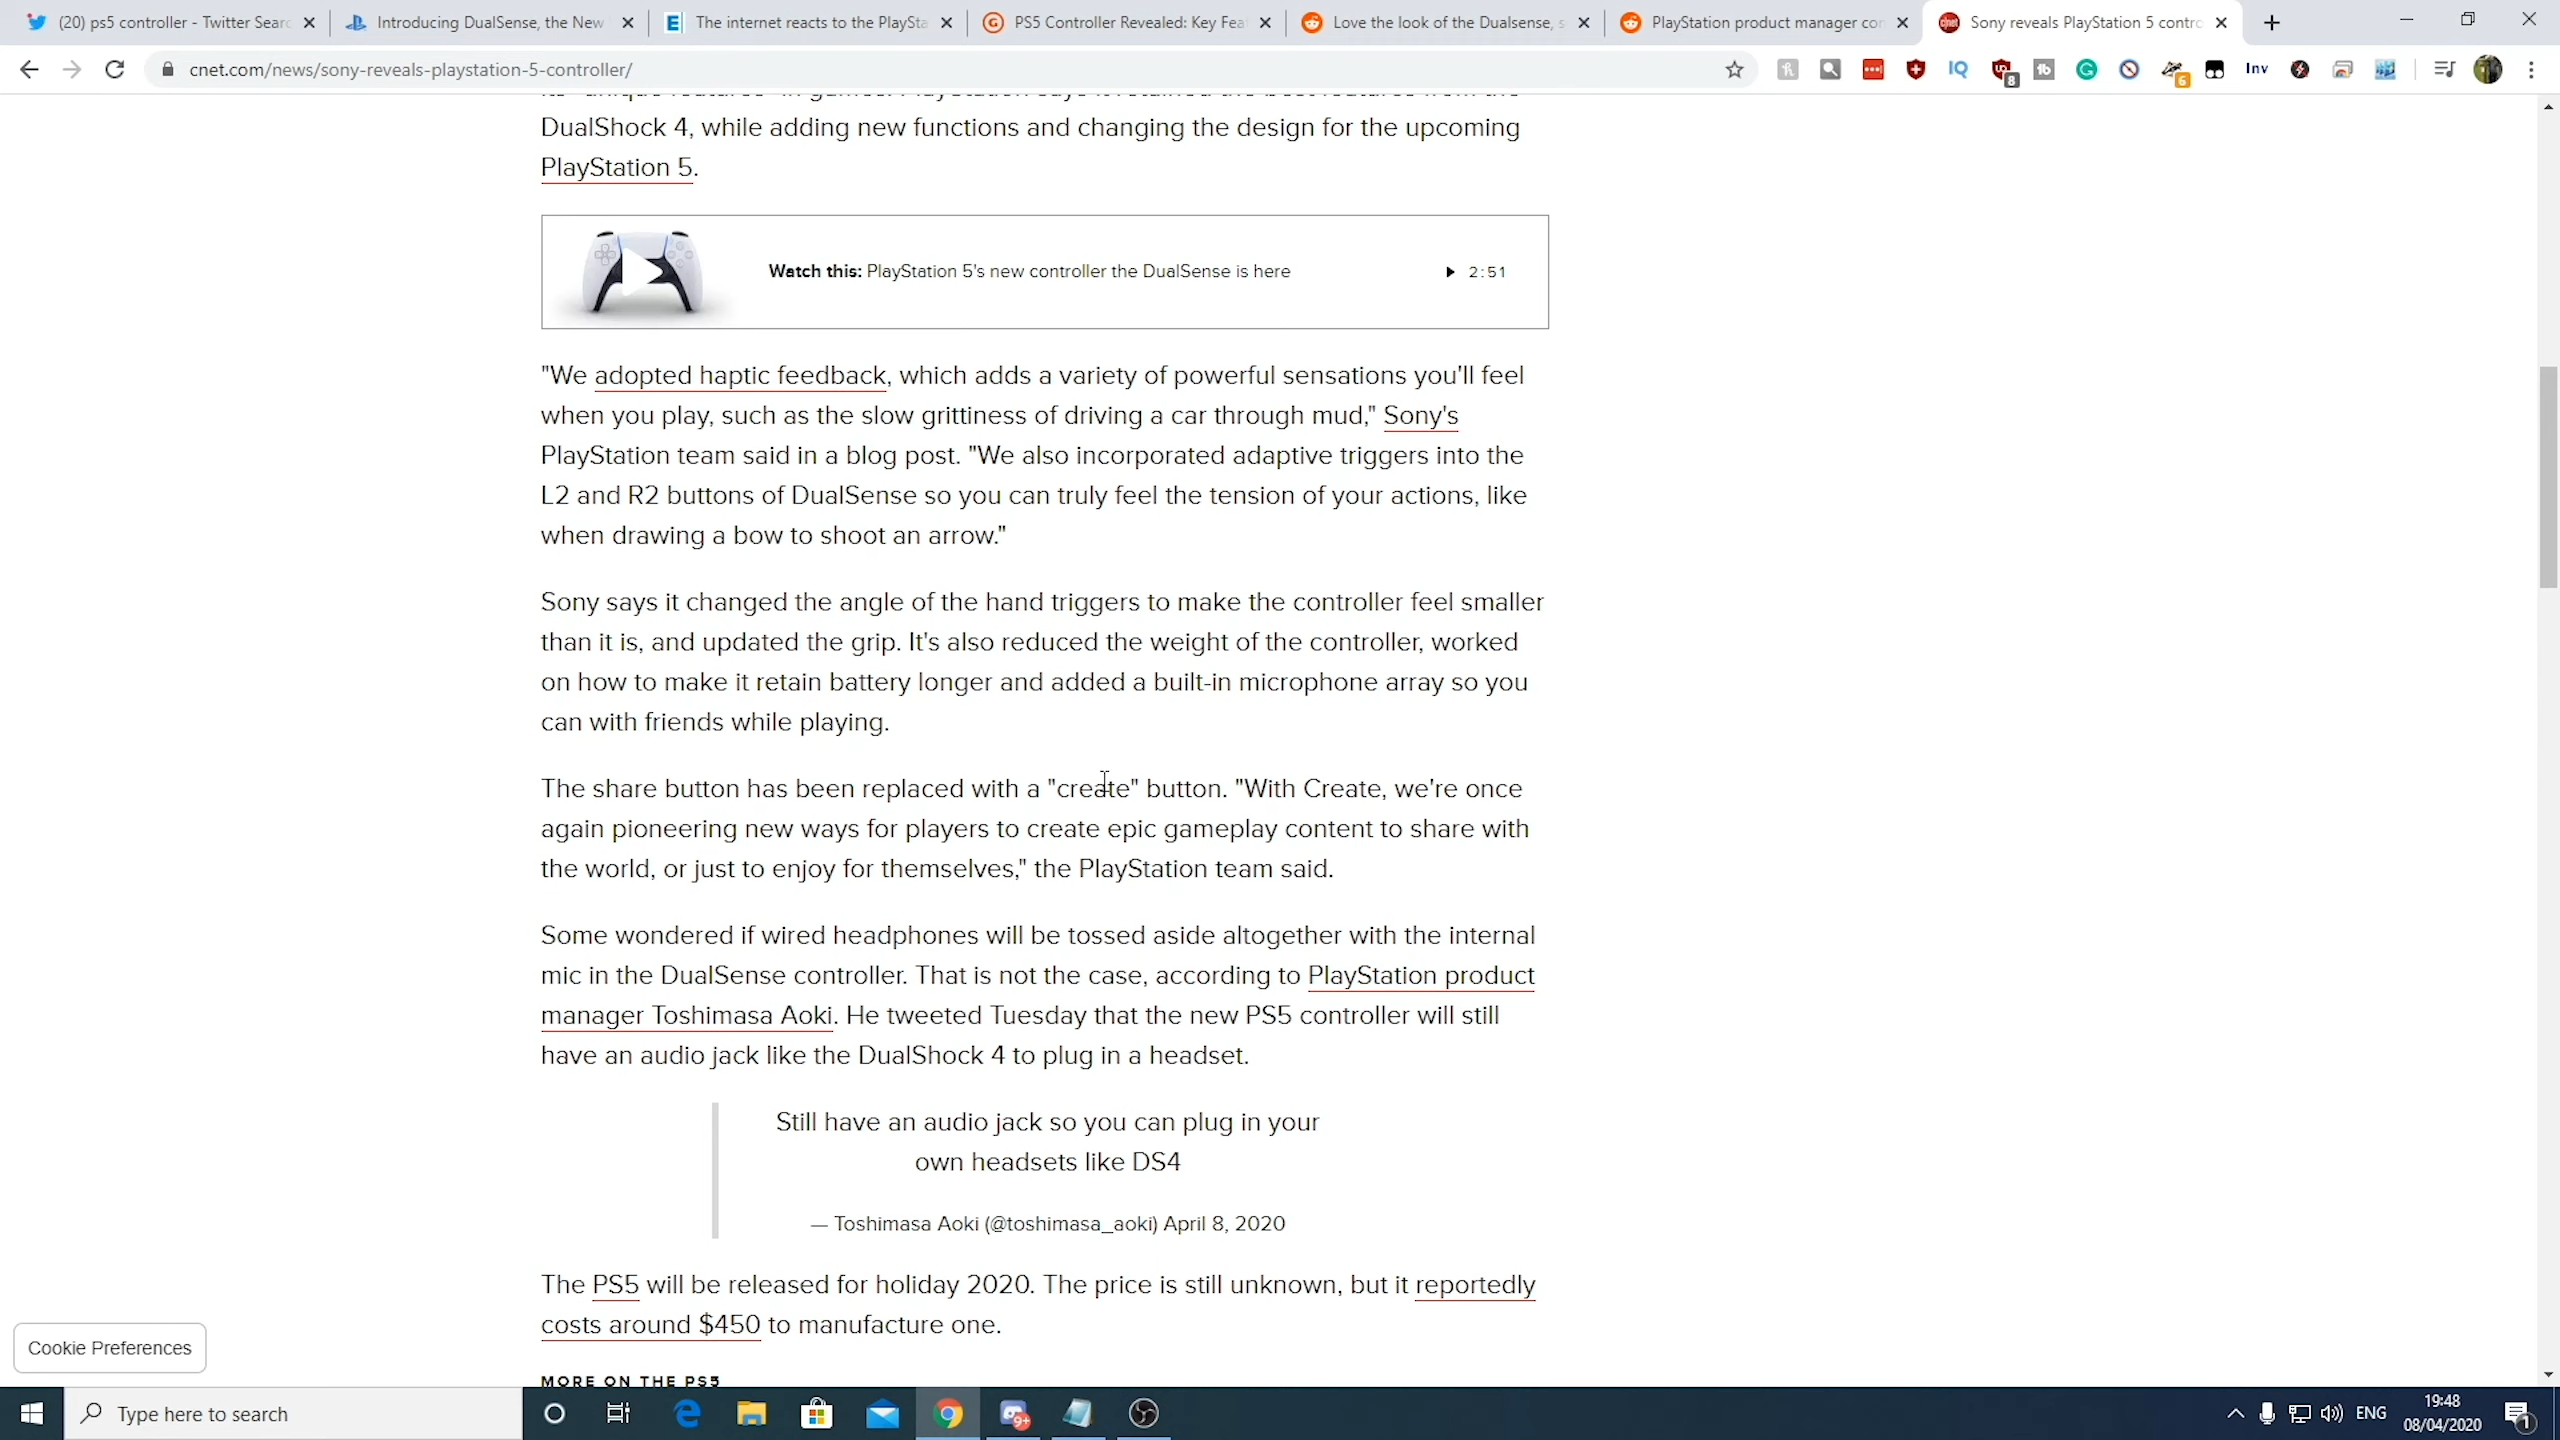 (20) ps5 controller - Twitter Searc
Introducing DualSense, the New
The internet reacts to the PlaySta
PS5 Controller Revealed: Key Fea
Love the look of the Dualsense, s
PlayStation product manager con
Sony reveals PlayStation 5 contro
cnet.com/news/sony-reveals-playstation-5-controller/
8
6
Inv
DualShock 4, while adding new functions and changing the design for the upcoming
PlayStation 5.
Watch this: PlayStation 5's new controller the DualSense is here
2:51
"We adopted haptic feedback, which adds a variety of powerful sensations you'll feel
when you play, such as the slow grittiness of driving a car through mud," Sony's
PlayStation team said in a blog post. "We also incorporated adaptive triggers into the
L2 and R2 buttons of DualSense so you can truly feel the tension of your actions, like
when drawing a bow to shoot an arrow."
Sony says it changed the angle of the hand triggers to make the controller feel smaller
than it is, and updated the grip. It's also reduced the weight of the controller, worked
on how to make it retain battery longer and added a built-in microphone array so you
can with friends while playing.
The share button has been replaced with a "create" button. "With Create, we're once
again pioneering new ways for players to create epic gameplay content to share with
the world, or just to enjoy for themselves," the PlayStation team said.
Some wondered if wired headphones will be tossed aside altogether with the internal
mic in the DualSense controller. That is not the case, according to PlayStation product
manager Toshimasa Aoki. He tweeted Tuesday that the new PS5 controller will still
have an audio jack like the DualShock 4 to plug in a headset.
Still have an audio jack so you can plug in your
own headsets like DS4
— Toshimasa Aoki (@toshimasa_aoki) April 8, 2020
The PS5 will be released for holiday 2020. The price is still unknown, but it reportedly
costs around $450 to manufacture one.
Cookie Preferences
MORE ON THE PS5
Type here to search
9+
ENG
19:48
08/04/2020
1